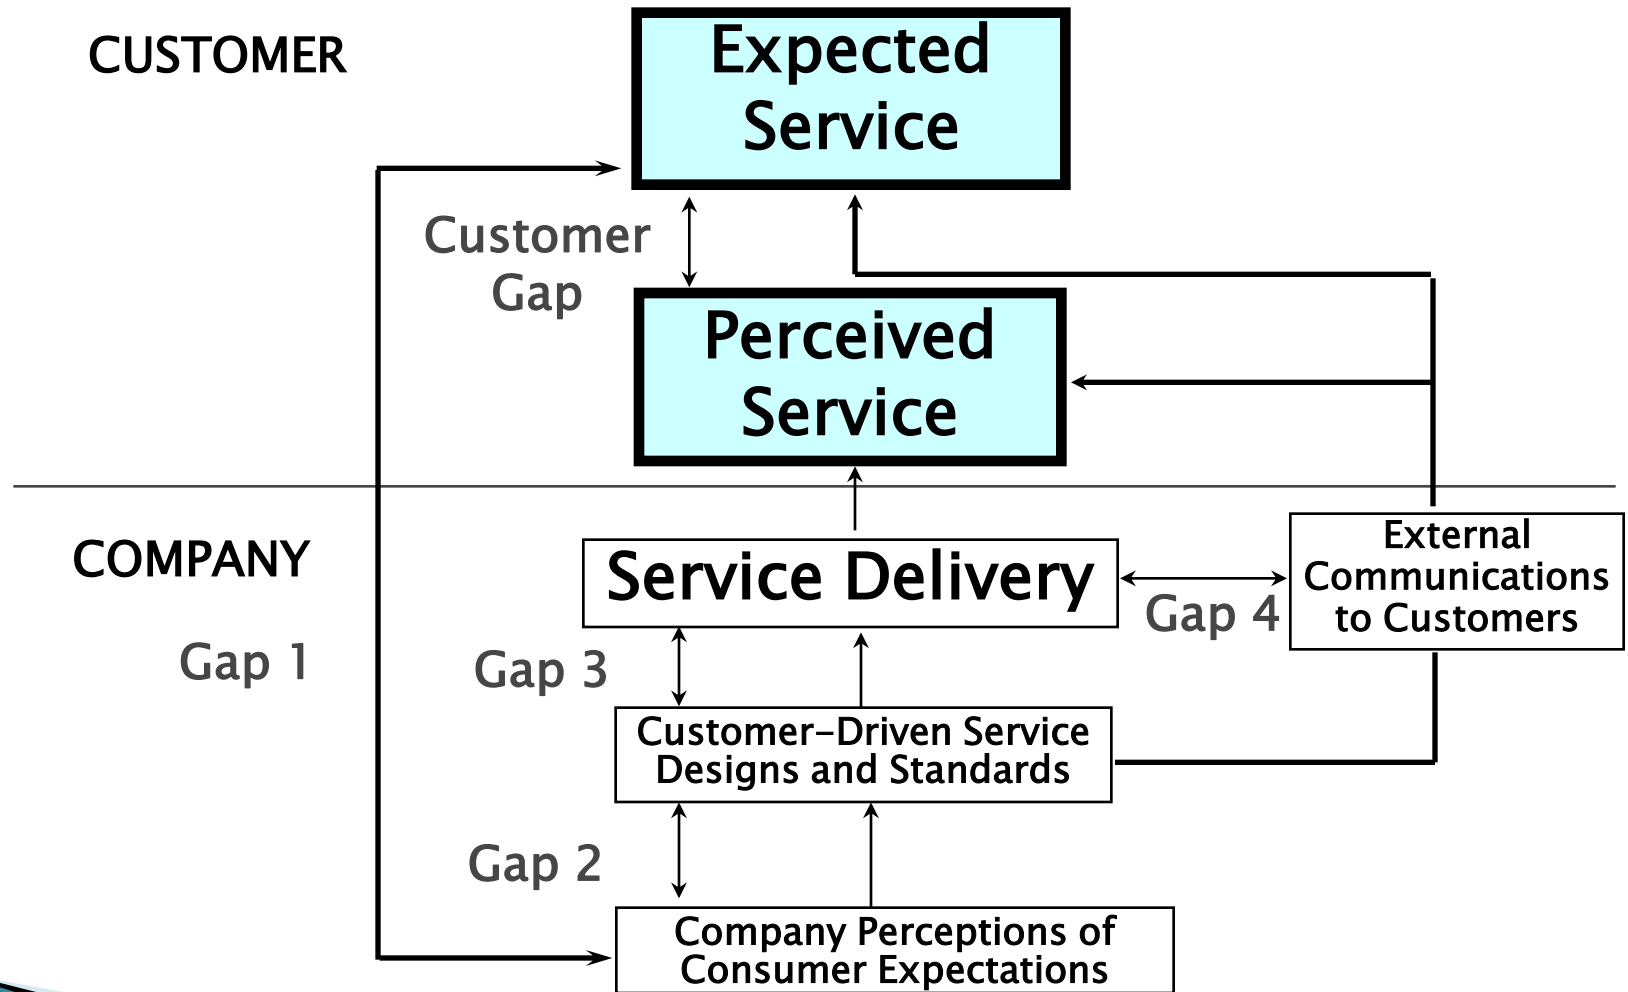 CUSTOMER
Expected
Service
Customer
Gap
Perceived
Service
COMPANY
Service Delivery
External
Communications
to Customers
Gap 4
Gap 1
Gap 3
Customer–Driven Service
Designs and Standards
Gap 2
Company Perceptions of
Consumer Expectations